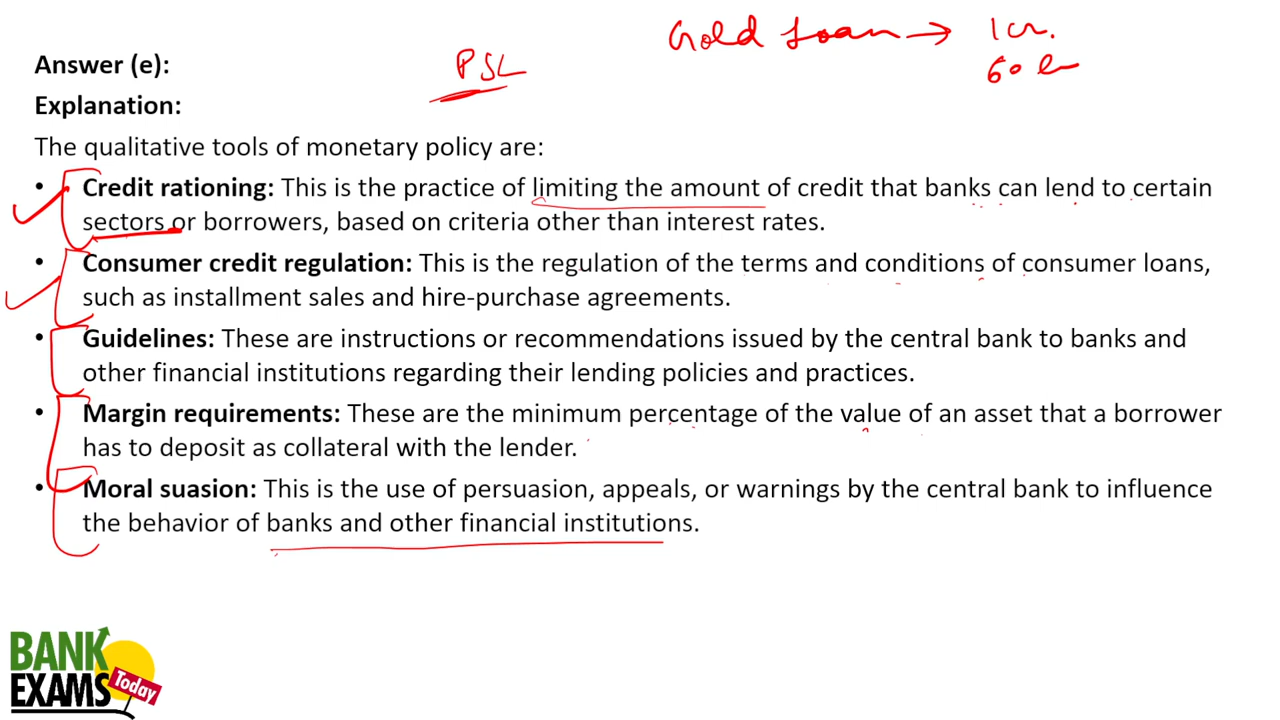 Gold Loan → 1 cr.
60 l
Answer (e):
PSL
Explanation:
The qualitative tools of monetary policy are:
• Credit rationing: This is the practice of limiting the amount of credit that banks can lend to certain
sectors or borrowers, based on criteria other than interest rates.
• Consumer credit regulation: This is the regulation of the terms and conditions of consumer loans,
such as installment sales and hire-purchase agreements.
• Guidelines: These are instructions or recommendations issued by the central bank to banks and
other financial institutions regarding their lending policies and practices.
• Margin requirements: These are the minimum percentage of the value of an asset that a borrower
has to deposit as collateral with the lender.
• Moral suasion: This is the use of persuasion, appeals, or warnings by the central bank to influence
the behavior of banks and other financial institutions.
BANK
EXAMS
Today